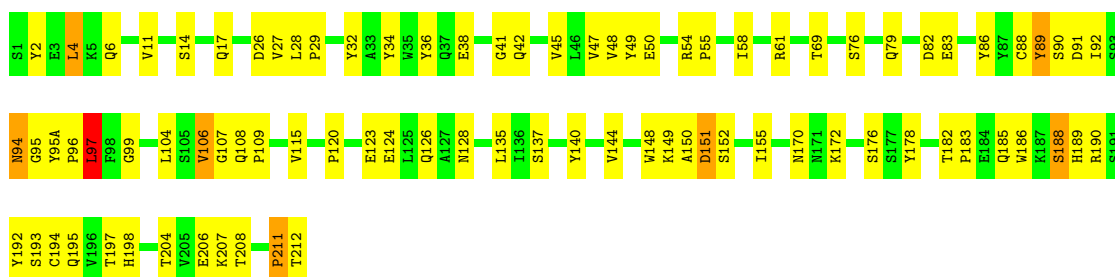 S1 Y2 E3 L4 K5 Q6 V11 S14 Q17 D26 V27 L28 P29 Y32 A33 Y34 W35 Y36 Q37 E38 G41 Q42 V45 L46 V47 V48 Y49 E50 R54 P55 I58 R61 T69 S76 Q79 D82 E83 Y86 Y87 C88 Y89 S90 D91 I92 S93
N94 G95 Y95A P96 L97 F98 G99 L104 S105 V106 G107 Q108 P109 V115 P120 E123 E124 L125 Q126 A127 N128 L135 I136 S137 Y140 V144 W148 K149 A150 D151 S152 I155 N170 N171 K172 S176 S177 Y178 T182 P183 E184 Q185 W186 K187 S188 H189 R190 S191
Y192 S193 C194 Q195 V196 T197 H198 T204 V205 E206 K207 T208 P211 T212